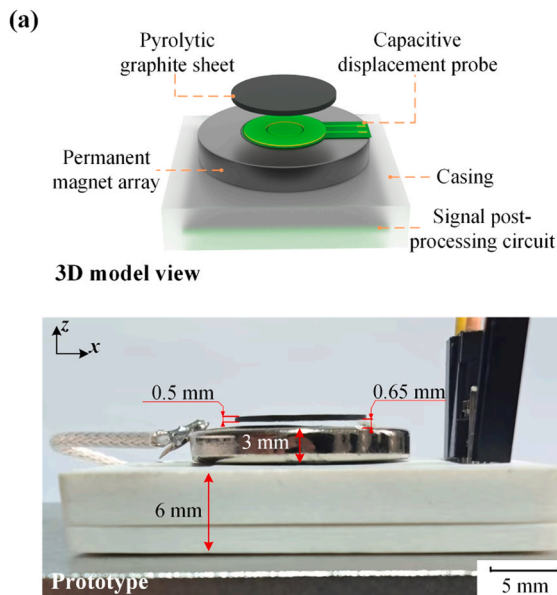 (a)
Pyrolytic
graphite sheet
Capacitive
displacement probe
Permanent
magnet array
Casing
Signal post-
processing circuit
3D model view
z
x
0.5 mm
0.65 mm
3 mm
6 mm
Prototype
5 mm